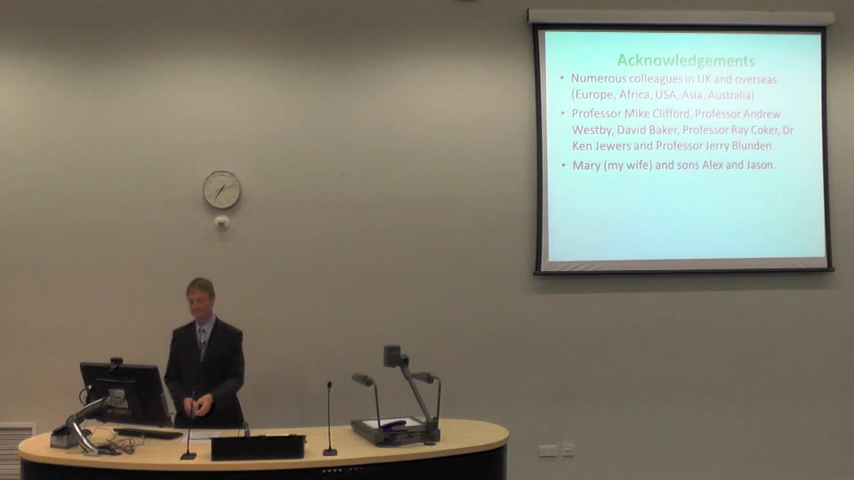 Acknowledgements
• Numerous colleagues in UK and overseas
(Europe, Africa, USA, Asia, Australia).
• Professor Mike Clifford, Professor Andrew
Westby, David Baker, Professor Ray Coker, Dr
Ken Jewers and Professor Jerry Blunden.
• Mary (my wife) and sons Alex and Jason.